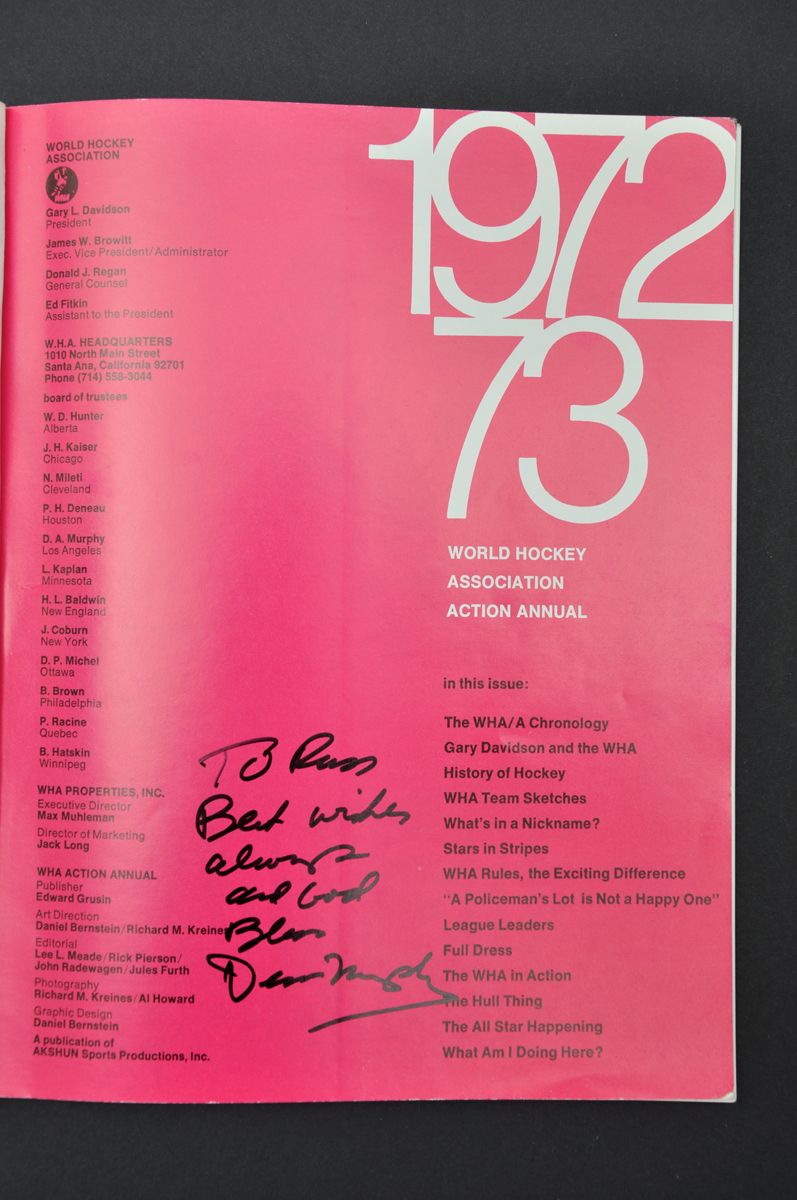 WORLD HOCKEY
ASSOCIATION
Gary L. Davidson
President
James W. Browitt
Exec. Vice President/Administrator
Donald J. Regan
General Counsel
Ed Fitkin
Assistant to the President
W.H.A. HEADQUARTERS
1010 North Main Street
Santa Ana, California 92701
Phone (714) 558-3044
board of trustees
W. D. Hunter
Alberta
J. H. Kaiser
Chicago
N. Mileti
Cleveland
P. H. Deneau
Houston
D. A. Murphy
Los Angeles
L. Kaplan
Minnesota
H. L. Baldwin
New England
J. Coburn
New York
D. P. Michel
Ottawa
B. Brown
Philadelphia
P. Racine
Quebec
B. Hatskin
Winnipeg
WHA PROPERTIES, INC.
Executive Director
Max Muhleman
Director of Marketing
Jack Long
WHA ACTION ANNUAL
Publisher
Edward Grusin
Art Direction
Daniel Bernstein/Richard M. Kreines
Editorial
Lee L. Meade/Rick Pierson/
John Radewagen/Jules Furth
Photography
Richard M. Kreines/Al Howard
Graphic Design
Daniel Bernstein
A publication of
AKSHUN Sports Productions, Inc.
To Russ
Best wishes
always
and God
Bless
Dennis Murphy
1972
73
WORLD HOCKEY
ASSOCIATION
ACTION ANNUAL
in this issue:
The WHA/A Chronology
Gary Davidson and the WHA
History of Hockey
WHA Team Sketches
What's in a Nickname?
Stars in Stripes
WHA Rules, the Exciting Difference
"A Policeman's Lot is Not a Happy One"
League Leaders
Full Dress
The WHA in Action
The Hull Thing
The All Star Happening
What Am I Doing Here?